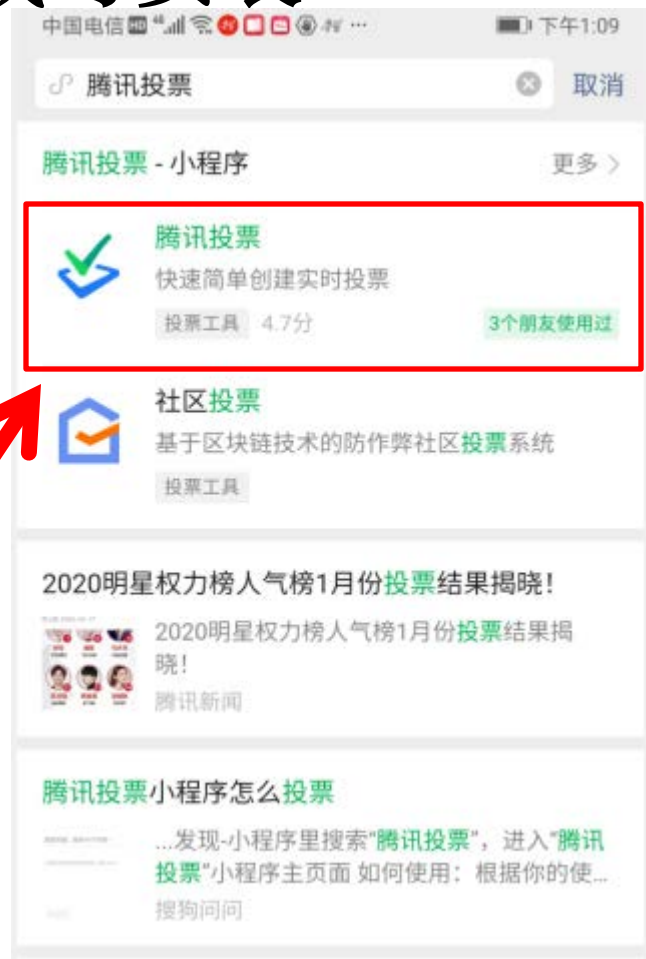 中国电信 HD 4G 下午1:09
腾讯投票 取消
腾讯投票 - 小程序 更多 >
腾讯投票
快速简单创建实时投票
投票工具 4.7分 3个朋友使用过
社区投票
基于区块链技术的防作弊社区投票系统
投票工具
2020明星权力榜人气榜1月份投票结果揭晓！
2020明星权力榜人气榜1月份投票结果揭
晓！
腾讯新闻
腾讯投票小程序怎么投票
...发现-小程序里搜索“腾讯投票”，进入“腾讯
投票”小程序主页面 如何使用：根据你的使...
搜狗问问